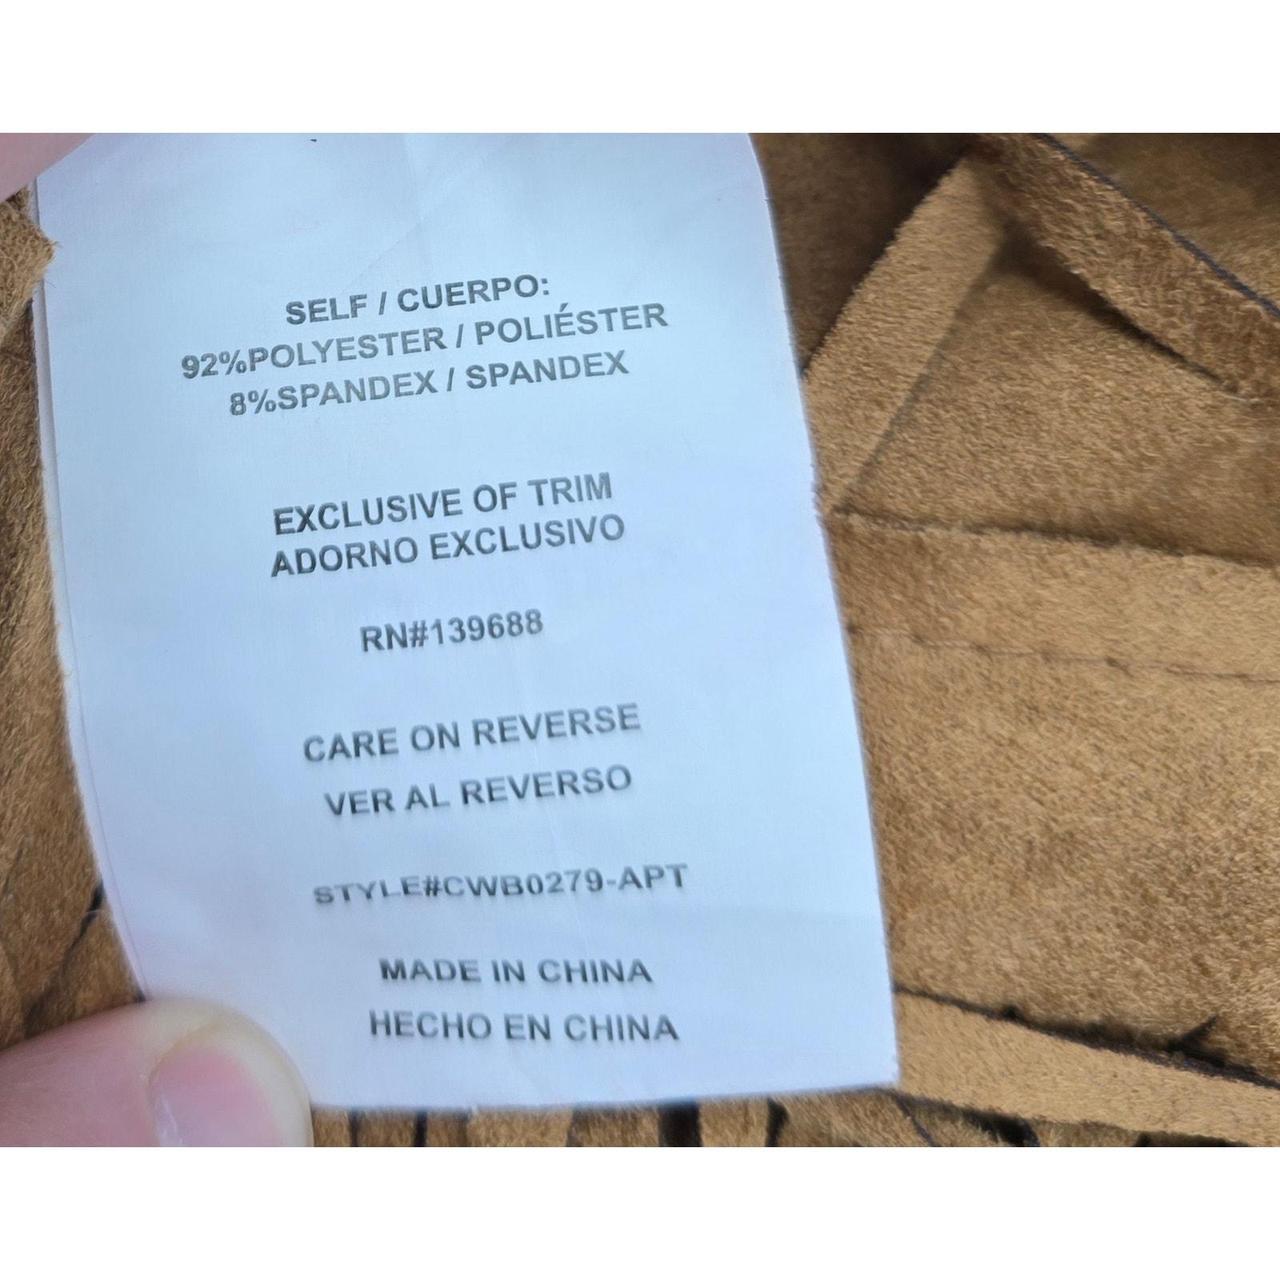 SELF / CUERPO:
92%POLYESTER / POLIÉSTER
8%SPANDEX / SPANDEX
EXCLUSIVE OF TRIM
ADORNO EXCLUSIVO
RN#139688
CARE ON REVERSE
VER AL REVERSO
STYLE#CWB0279-APT
MADE IN CHINA
HECHO EN CHINA